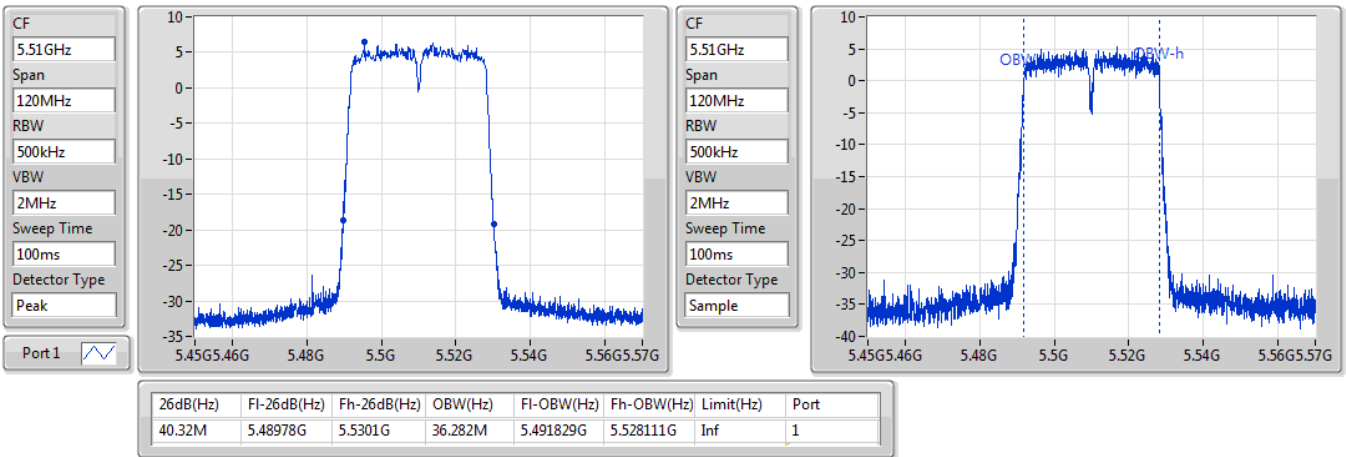 CF
5.51GHz
Span
120MHz
RBW
500kHz
VBW
2MHz
Sweep Time
100ms
Detector Type
Peak
Port 1
10
5
0
-5
-10
-15
-20
-25
-30
-35
5.45G 5.46G 5.48G 5.5G 5.52G 5.54G 5.56G 5.57G
CF
5.51GHz
Span
120MHz
RBW
500kHz
VBW
2MHz
Sweep Time
100ms
Detector Type
Sample
10
5
0
-5
-10
-15
-20
-25
-30
-35
-40
OBW-h
5.45G 5.46G 5.48G 5.5G 5.52G 5.54G 5.56G 5.57G
26dB(Hz) Fl-26dB(Hz) Fh-26dB(Hz) OBW(Hz) Fl-OBW(Hz) Fh-OBW(Hz) Limit(Hz) Port
40.32M 5.48978G 5.5301G 36.282M 5.491829G 5.528111G Inf 1